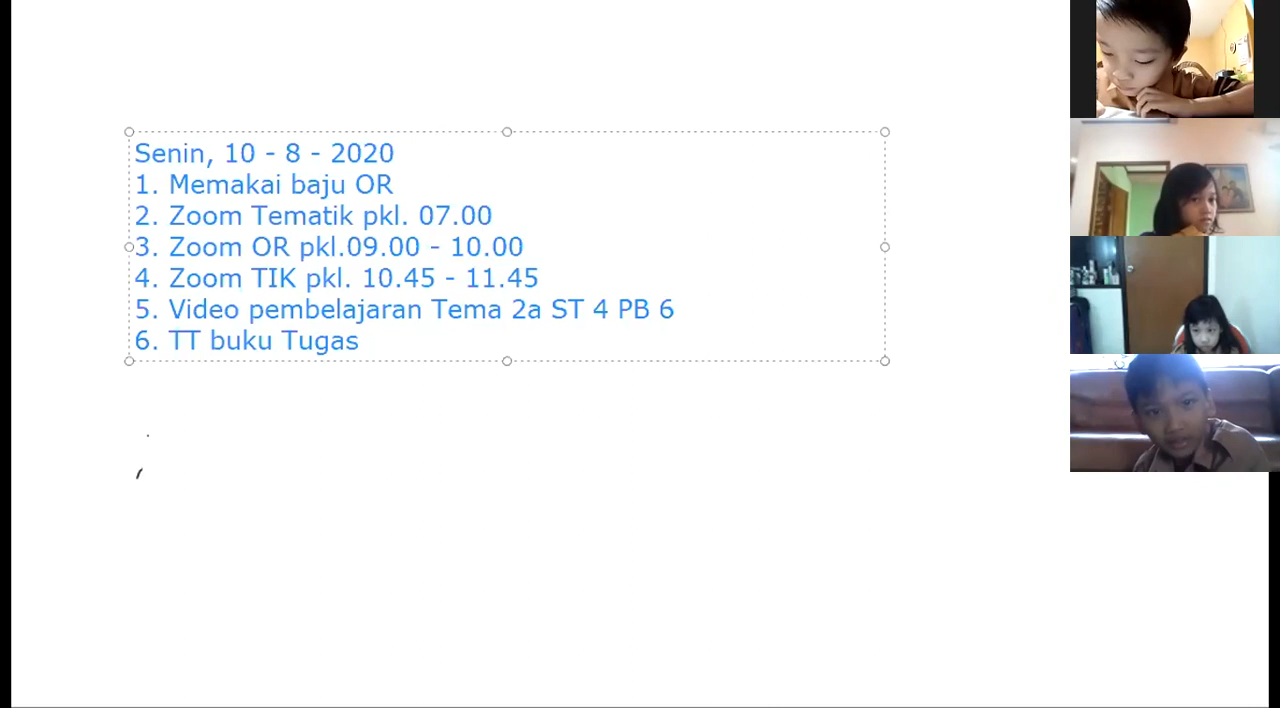 Senin, 10 - 8 - 2020
1. Memakai baju OR
2. Zoom Tematik pkl. 07.00
3. Zoom OR pkl.09.00 - 10.00
4. Zoom TIK pkl. 10.45 - 11.45
5. Video pembelajaran Tema 2a ST 4 PB 6
6. TT buku Tugas